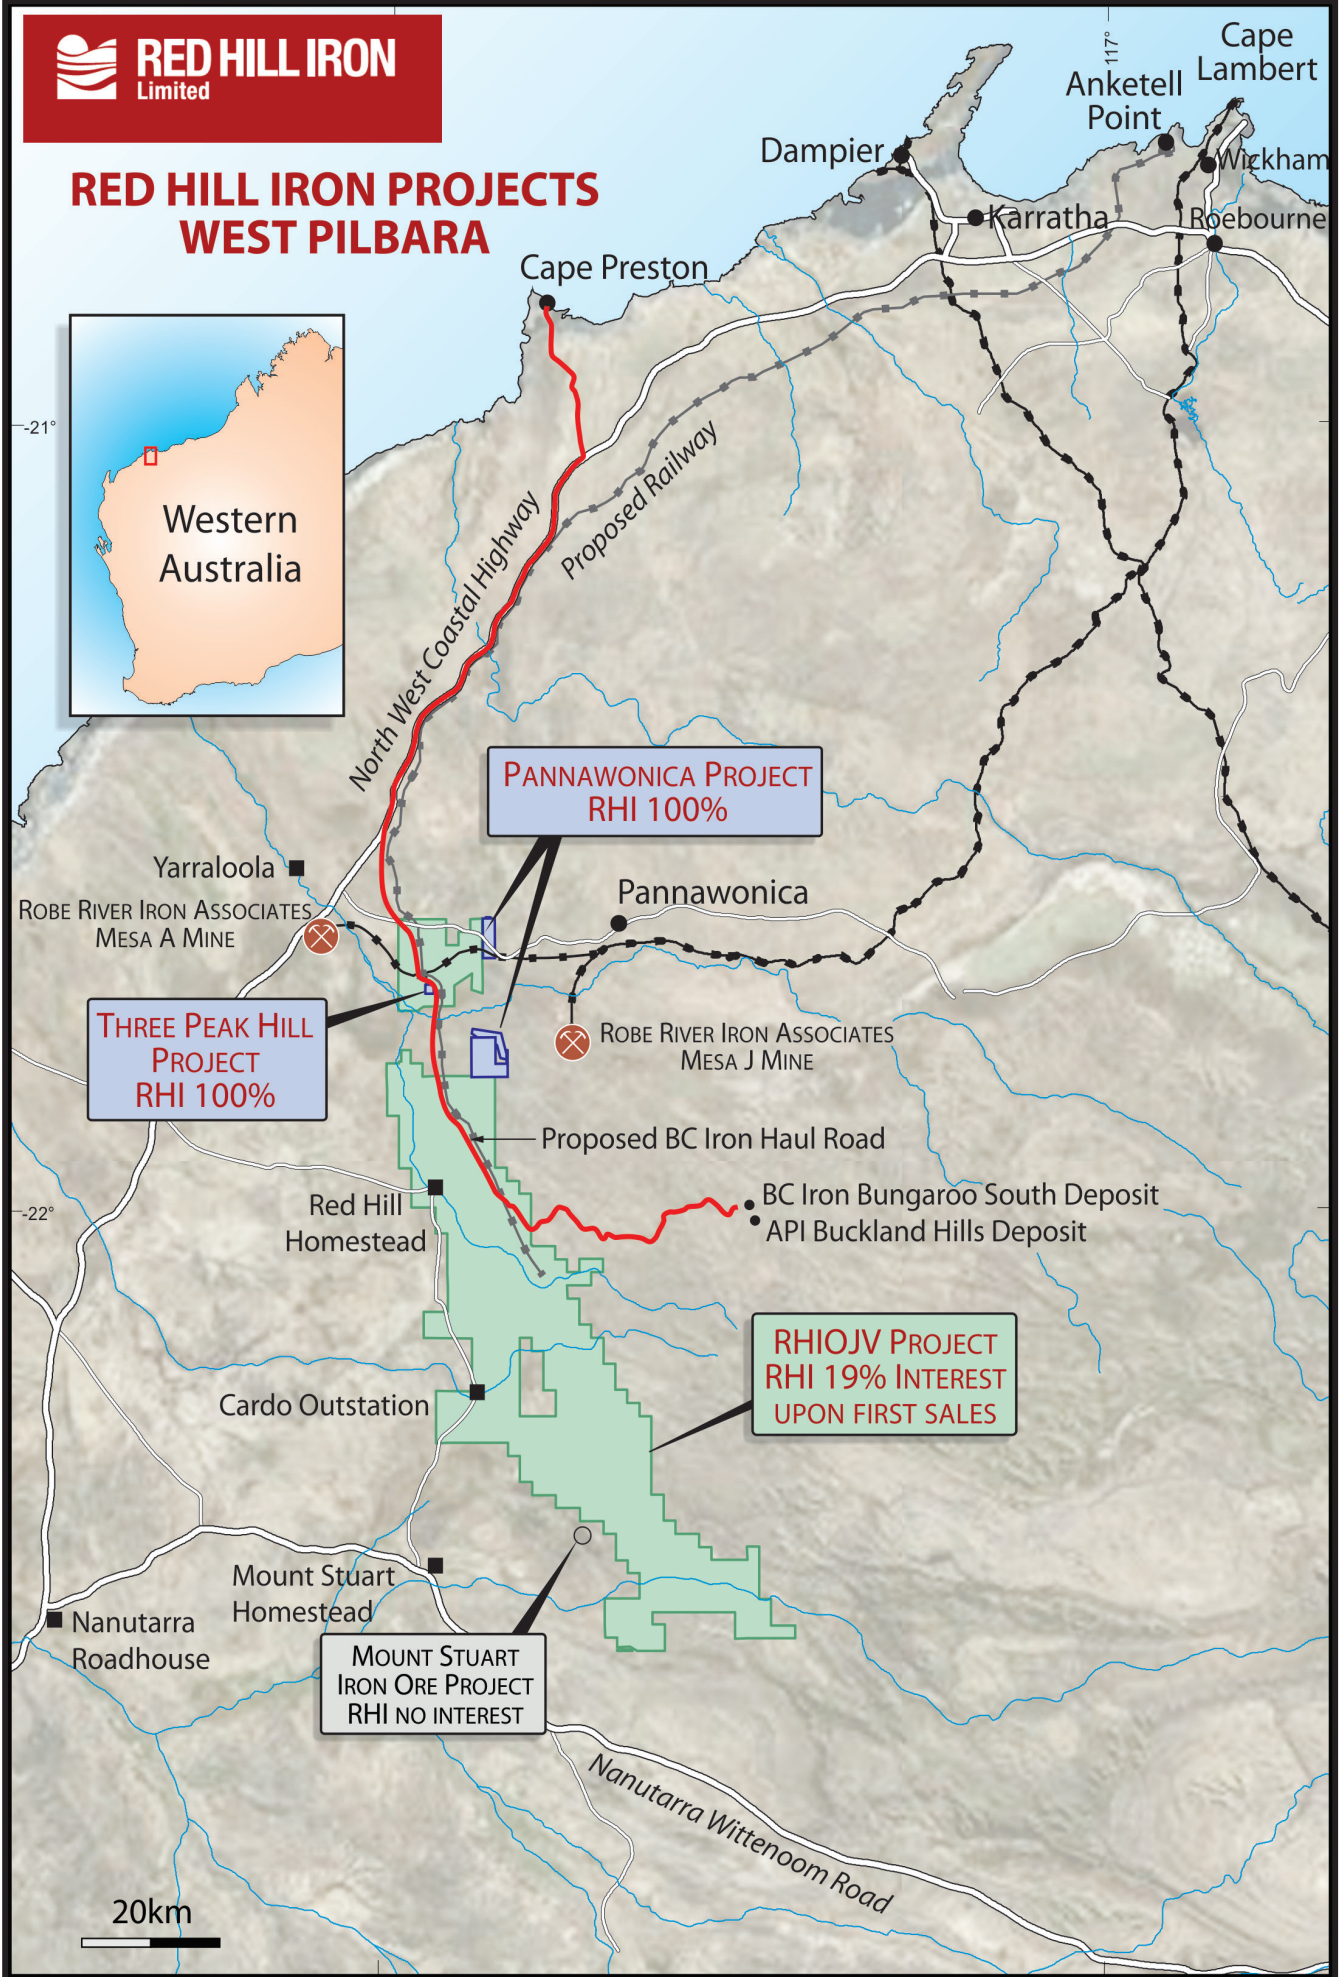 RED HILL IRON
Limited
RED HILL IRON PROJECTS
WEST PILBARA
117°
Cape
Lambert
Anketell
Point
Dampier
Wickham
Karratha
Roebourne
Cape Preston
-21°
Western
Australia
North West Coastal Highway
Proposed Railway
PANNAWONICA PROJECT
RHI 100%
Yarraloola
Pannawonica
ROBE RIVER IRON ASSOCIATES
MESA A MINE
THREE PEAK HILL
PROJECT
RHI 100%
ROBE RIVER IRON ASSOCIATES
MESA J MINE
Proposed BC Iron Haul Road
Red Hill
Homestead
BC Iron Bungaroo South Deposit
API Buckland Hills Deposit
-22°
RHIOJV PROJECT
RHI 19% INTEREST
UPON FIRST SALES
Cardo Outstation
Mount Stuart
Homestead
Nanutarra
Roadhouse
MOUNT STUART
IRON ORE PROJECT
RHI NO INTEREST
Nanutarra Wittenoom Road
20km